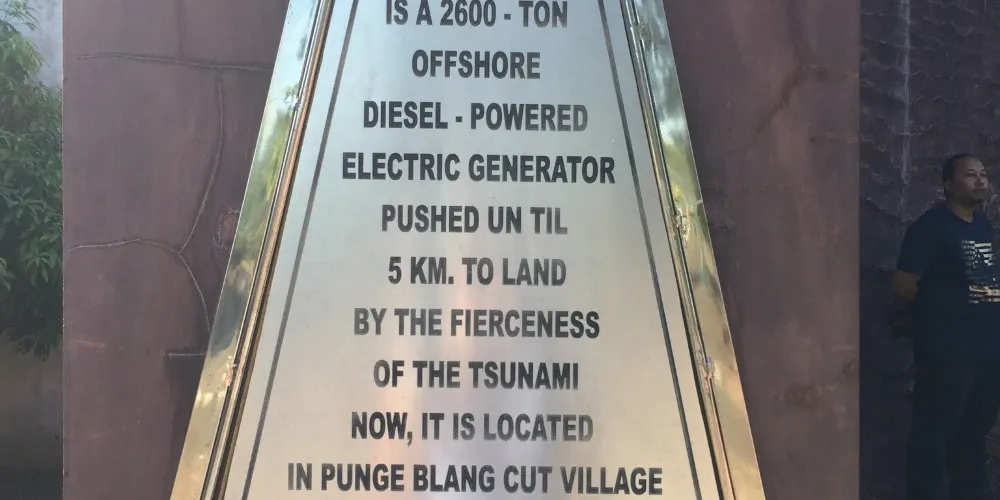 IS A 2600 - TON
OFFSHORE
DIESEL - POWERED
ELECTRIC GENERATOR
PUSHED UN TIL
5 KM. TO LAND
BY THE FIERCENESS
OF THE TSUNAMI
NOW, IT IS LOCATED
IN PUNGE BLANG CUT VILLAGE